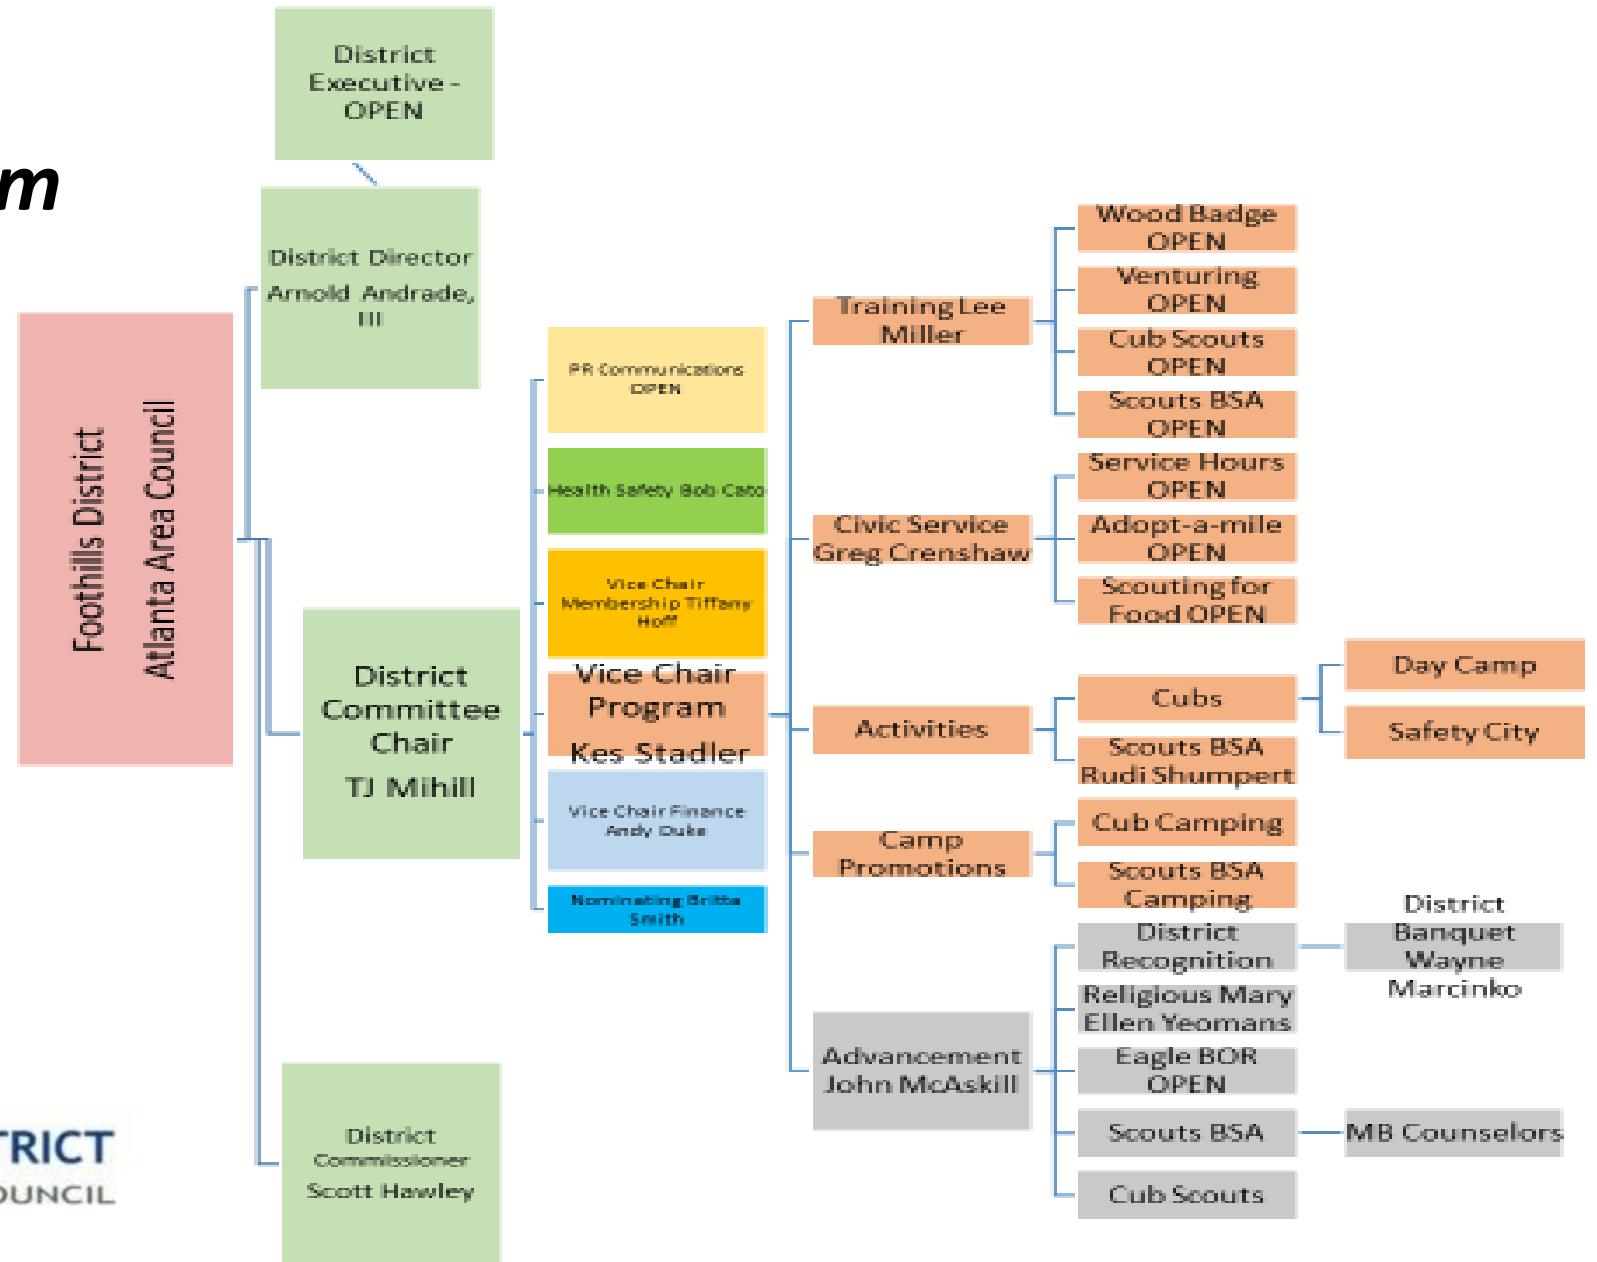 District
Executive -
OPEN
m
District Director
Arnold Andrade,
III
Foothills District
Atlanta Area Council
District
Committee
Chair
TJ Mihill
District
Commissioner
Scott Hawley
PR Communications
OPEN
Health Safety Bob Cato
Vice Chair
Membership Tiffany
Hoff
Vice Chair
Program
Kes Stadler
Vice Chair Finance
Andy Duke
Nominating Britta
Smith
Training Lee
Miller
Wood Badge
OPEN
Venturing
OPEN
Cub Scouts
OPEN
Scouts BSA
OPEN
Civic Service
Greg Crenshaw
Service Hours
OPEN
Adopt-a-mile
OPEN
Scouting for
Food OPEN
Activities
Cubs
Day Camp
Safety City
Scouts BSA
Rudi Shumpert
Camp
Promotions
Cub Camping
Scouts BSA
Camping
Advancement
John McAskill
District
Recognition
District
Banquet
Wayne
Marcinko
Religious Mary
Ellen Yeomans
Eagle BOR
OPEN
Scouts BSA
MB Counselors
Cub Scouts
TRICT
OUNCIL